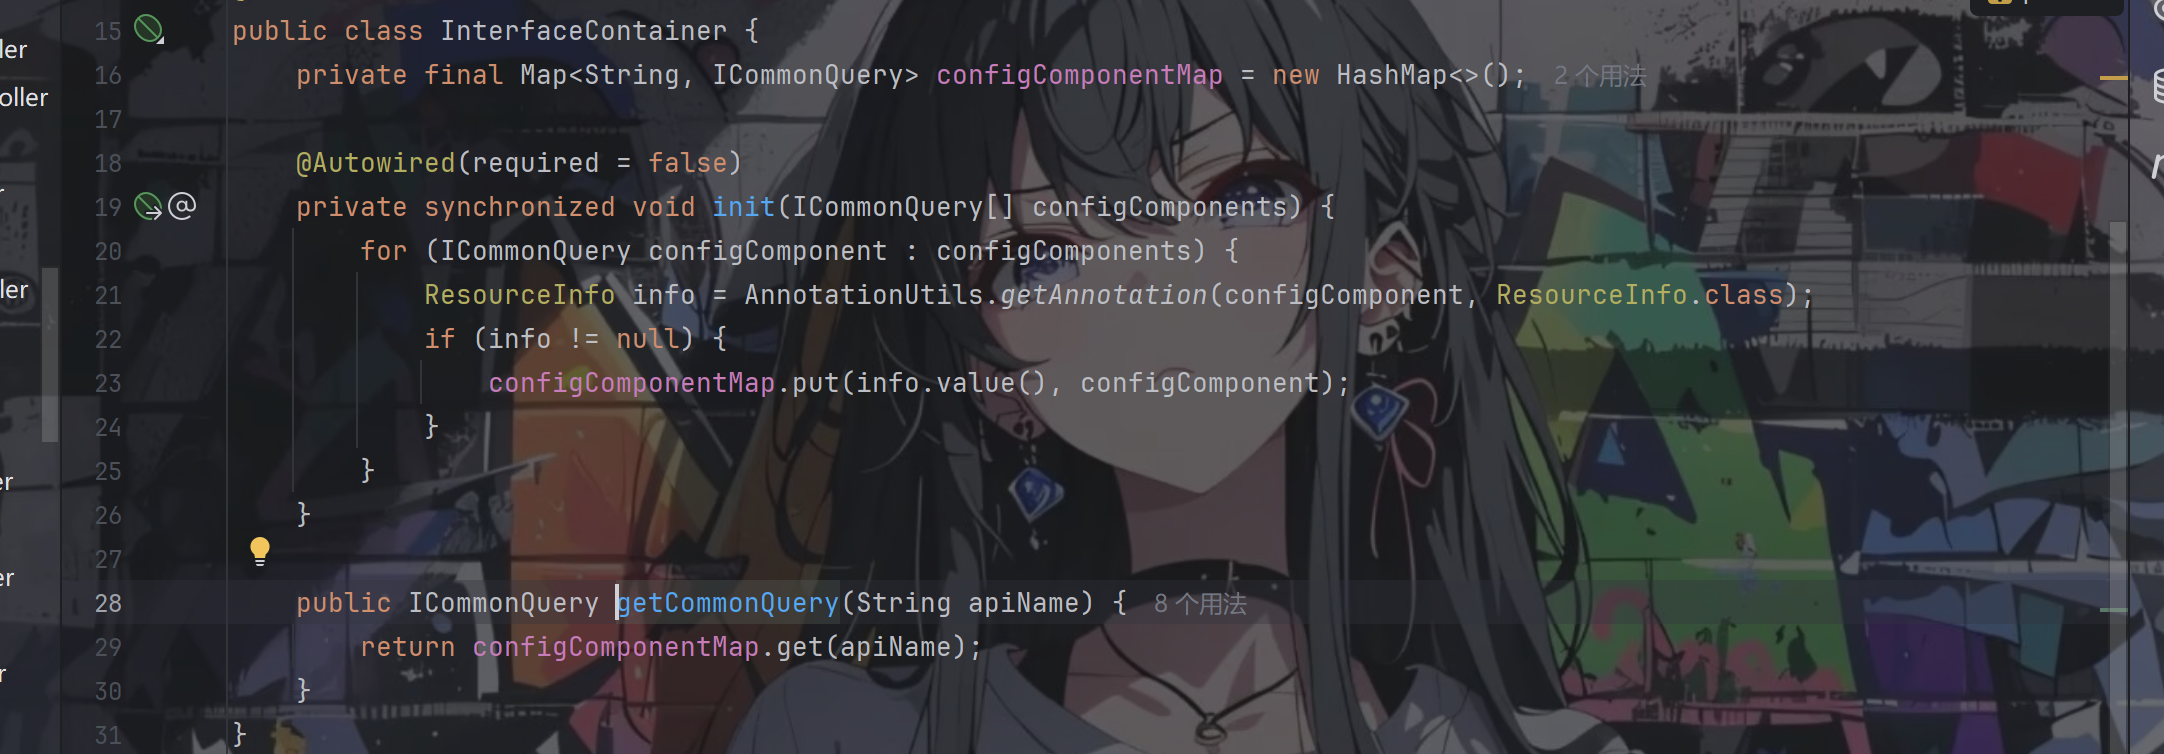 ler
oller
r
ler
er
er
r
15 public class InterfaceContainer {
16 private final Map<String, ICommonQuery> configComponentMap = new HashMap<>(); 2 个用法
17
18 @Autowired(required = false)
19 private synchronized void init(ICommonQuery[] configComponents) {
20 for (ICommonQuery configComponent : configComponents) {
21 ResourceInfo info = AnnotationUtils.getAnnotation(configComponent, ResourceInfo.class);
22 if (info != null) {
23 configComponentMap.put(info.value(), configComponent);
24 }
25 }
26 }
27
28 public ICommonQuery getCommonQuery(String apiName) { 8 个用法
29 return configComponentMap.get(apiName);
30 }
31 }